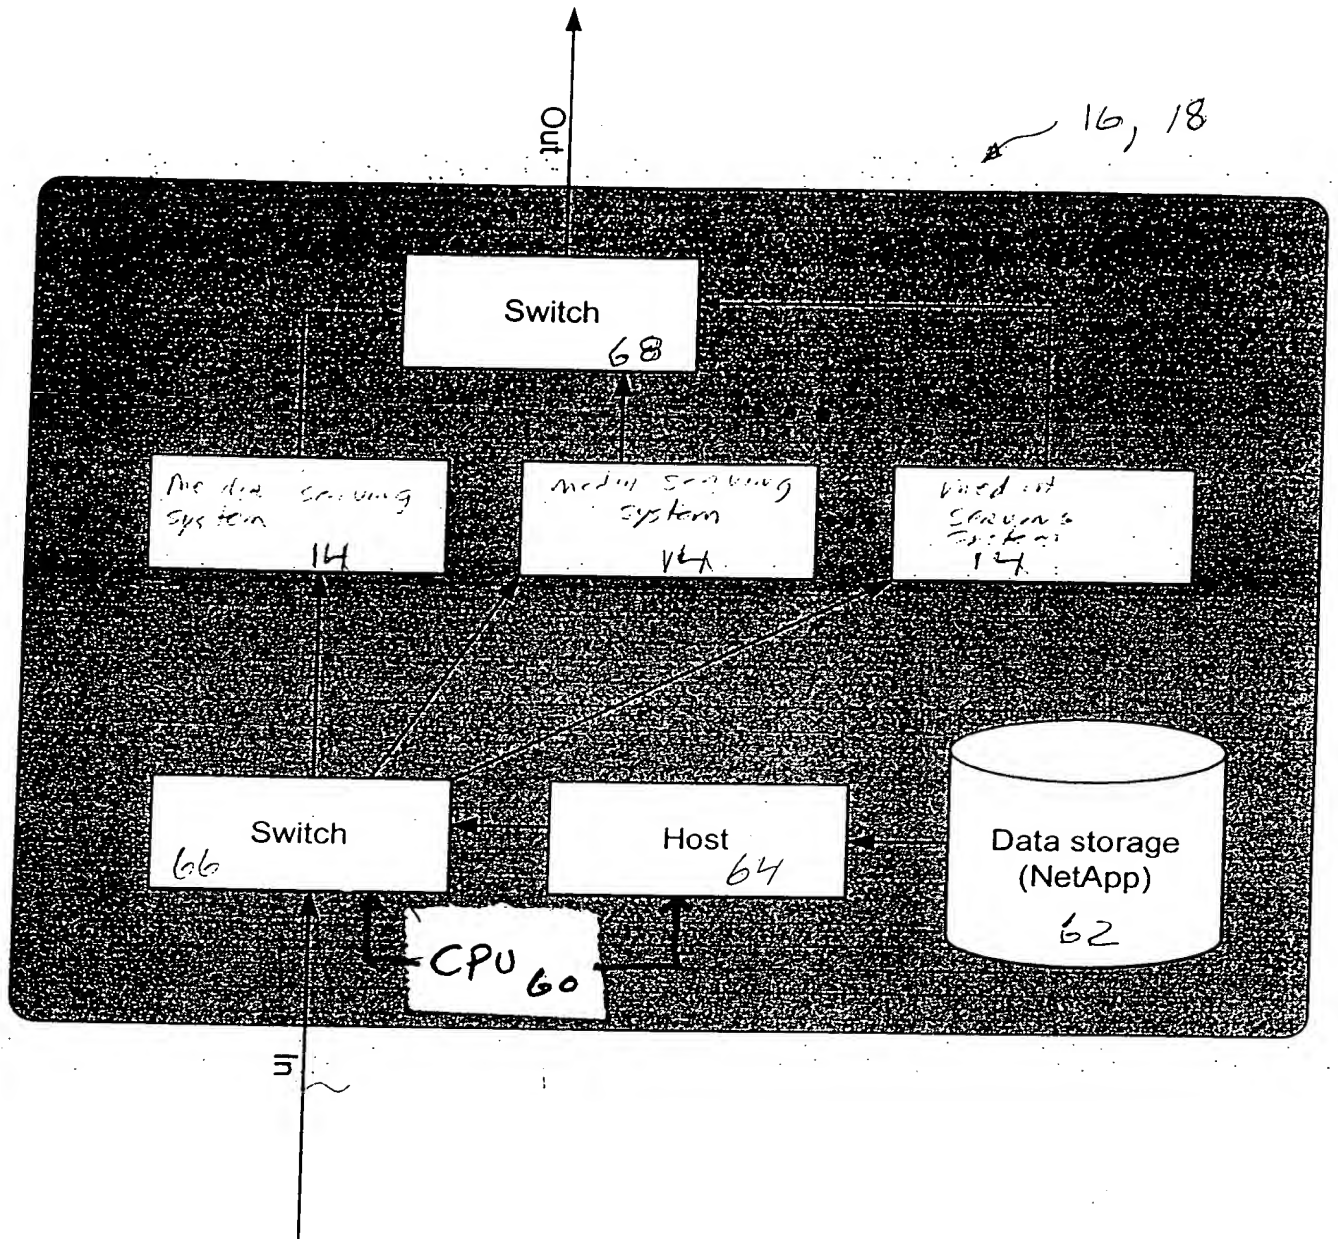 Out
16, 18
Switch
68
media serving
system
14
media serving
system
14
media
serving
system
14
Switch
66
Host
64
Data storage
(NetApp)
62
CPU 60
In